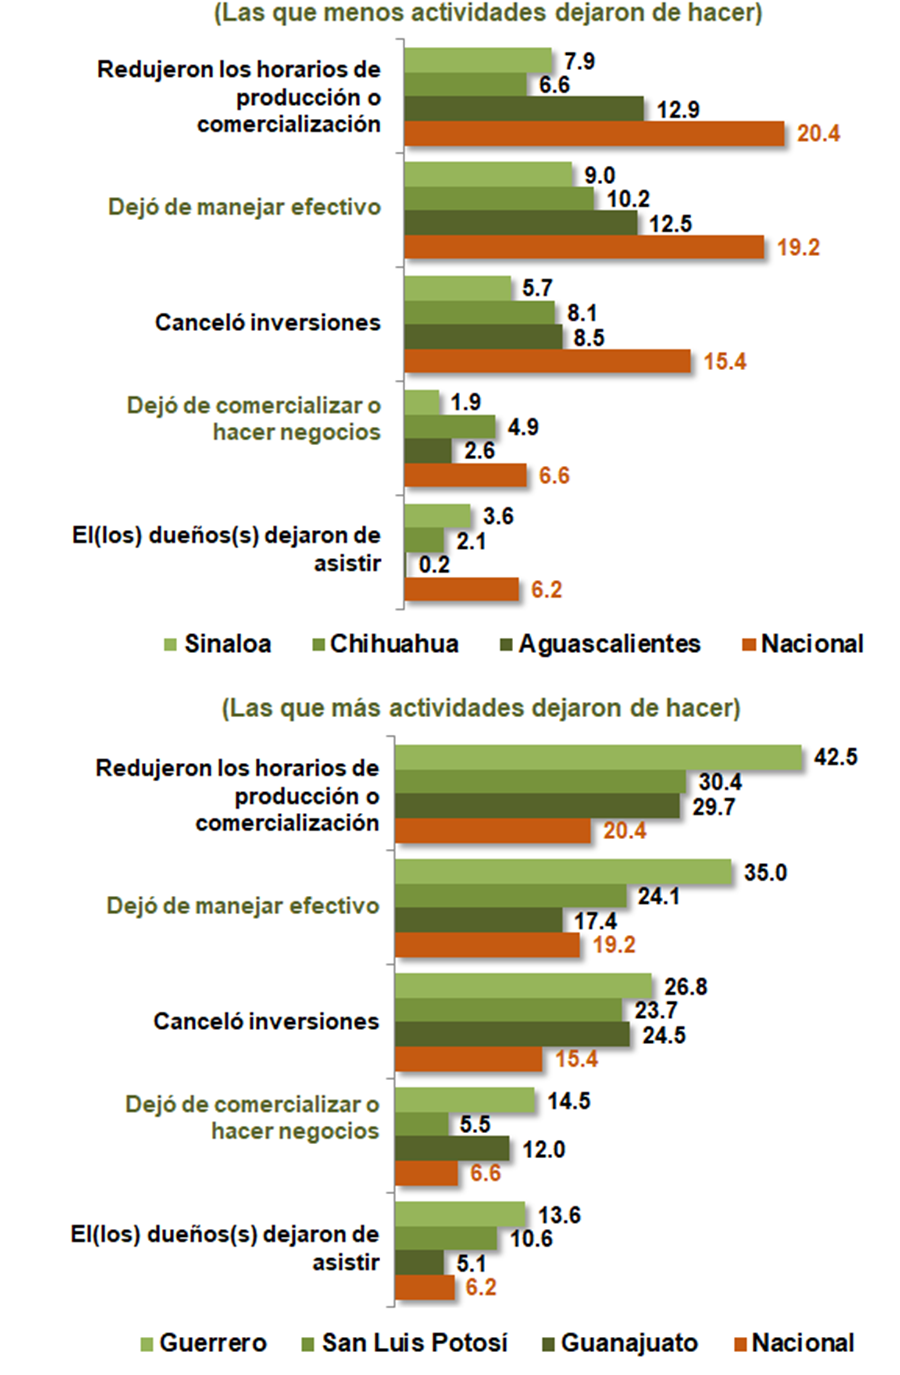 (Las que menos actividades dejaron de hacer)
Redujeron los horarios de
producción o
comercialización
7.9
6.6
12.9
20.4
Dejó de manejar efectivo
9.0
10.2
12.5
19.2
Canceló inversiones
5.7
8.1
8.5
15.4
Dejó de comercializar o
hacer negocios
1.9
4.9
2.6
6.6
El(los) dueños(s) dejaron de
asistir
3.6
2.1
0.2
6.2
Sinaloa Chihuahua Aguascalientes Nacional
(Las que más actividades dejaron de hacer)
Redujeron los horarios de
producción o
comercialización
42.5
30.4
29.7
20.4
Dejó de manejar efectivo
35.0
24.1
17.4
19.2
Canceló inversiones
26.8
23.7
24.5
15.4
Dejó de comercializar o
hacer negocios
14.5
5.5
12.0
6.6
El(los) dueños(s) dejaron de
asistir
13.6
10.6
5.1
6.2
Guerrero San Luis Potosí Guanajuato Nacional